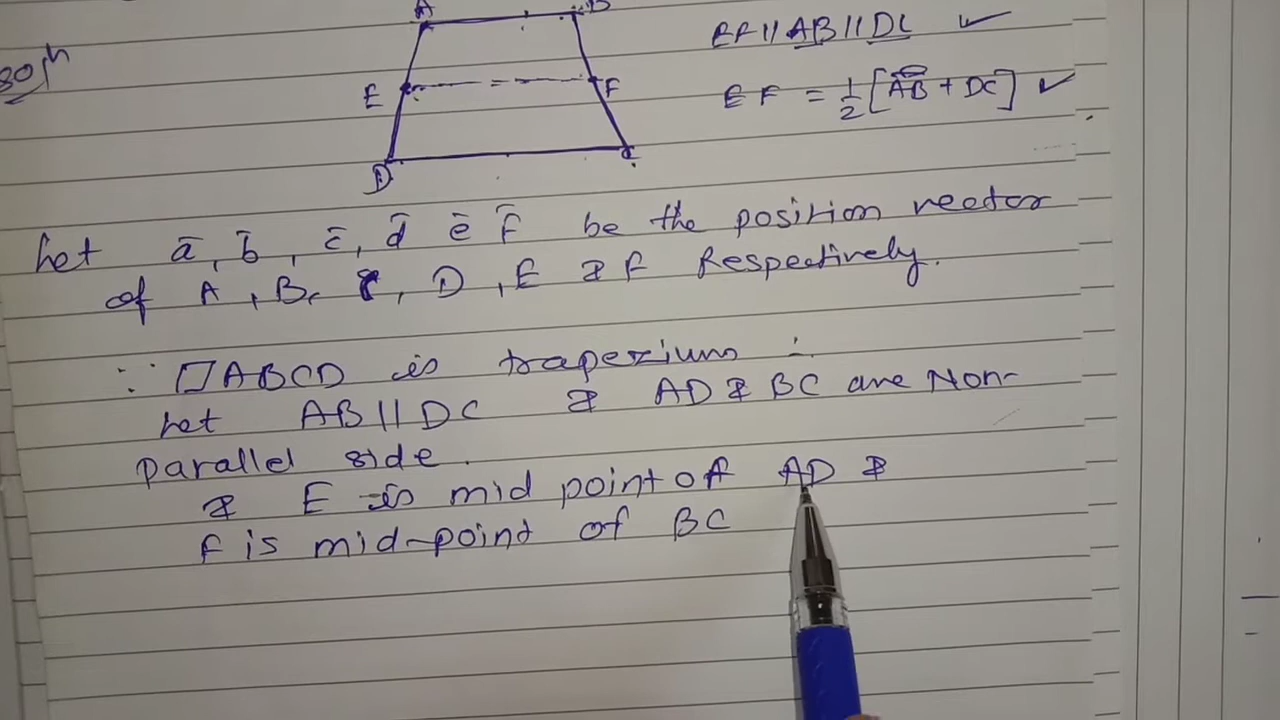 A B
EF || AB || DC ✓
Solⁿ
E F
EF = 1/2 [AB + DC] ✓
D C
Let ā, b̄, c̄, d̄ ē F̄ be the position vector
of A, B, C, D, E & F Respectively.
∵ □ABCD is trapezium ∴
Let AB || DC & AD & BC are Non-
parallel side.
& E is mid point of AD &
F is mid-point of BC